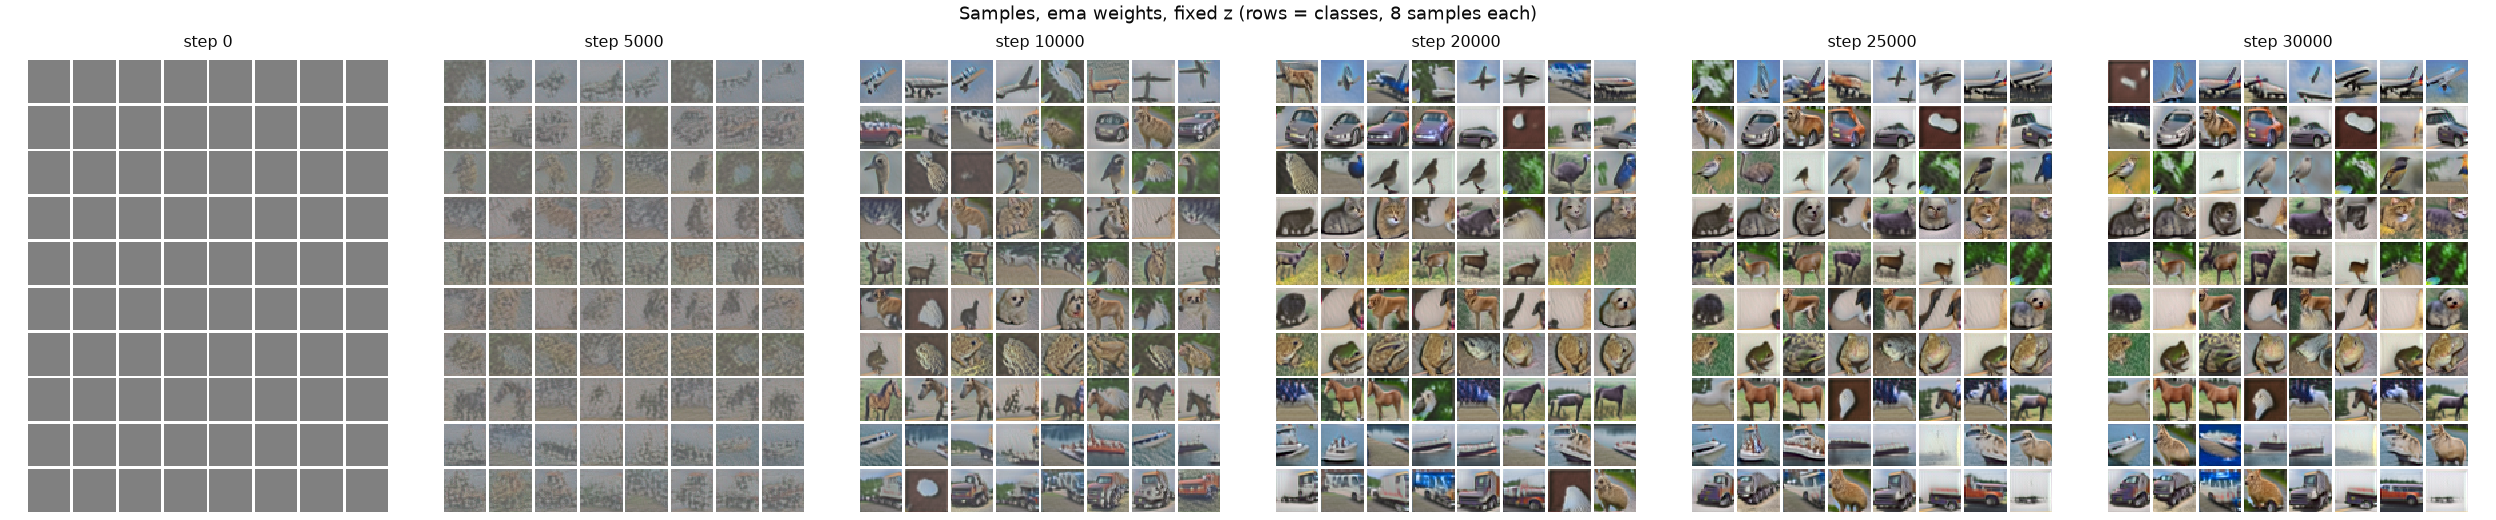 Samples, ema weights, fixed z (rows = classes, 8 samples each)
step 0
step 5000
step 10000
step 20000
step 25000
step 30000